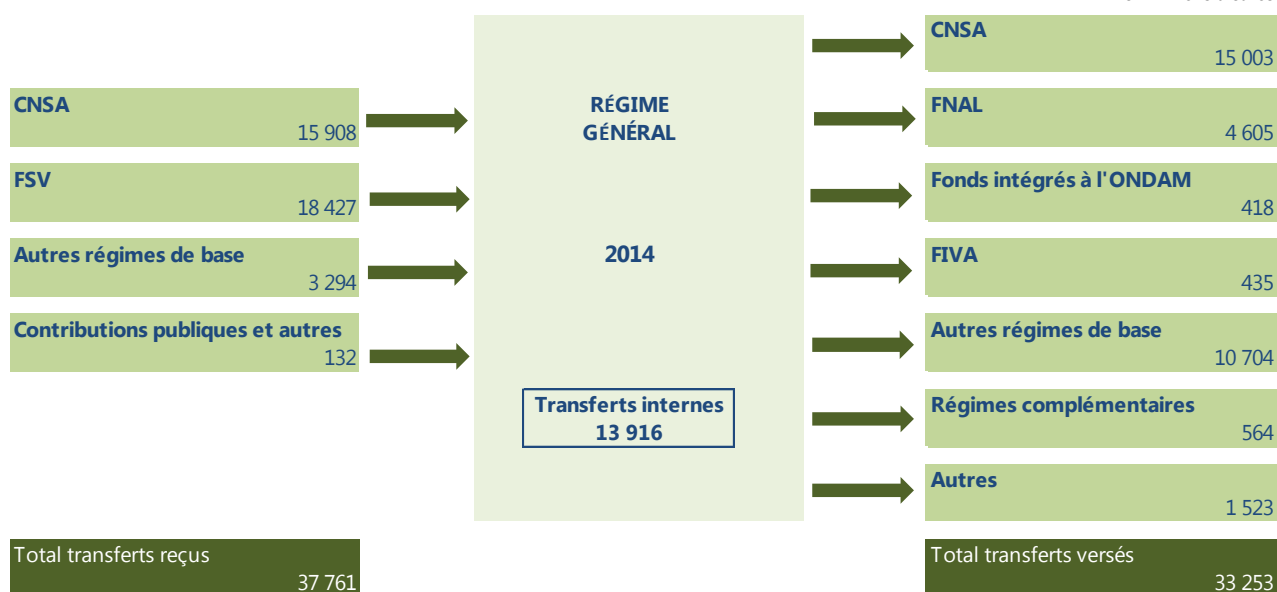 CNSA
15 003
CNSA
15 908
RÉGIME
GÉNÉRAL
FNAL
4 605
FSV
18 427
Fonds intégrés à l'ONDAM
418
Autres régimes de base
3 294
2014
FIVA
435
Contributions publiques et autres
132
Autres régimes de base
10 704
Transferts internes
13 916
Régimes complémentaires
564
Autres
1 523
Total transferts reçus
37 761
Total transferts versés
33 253